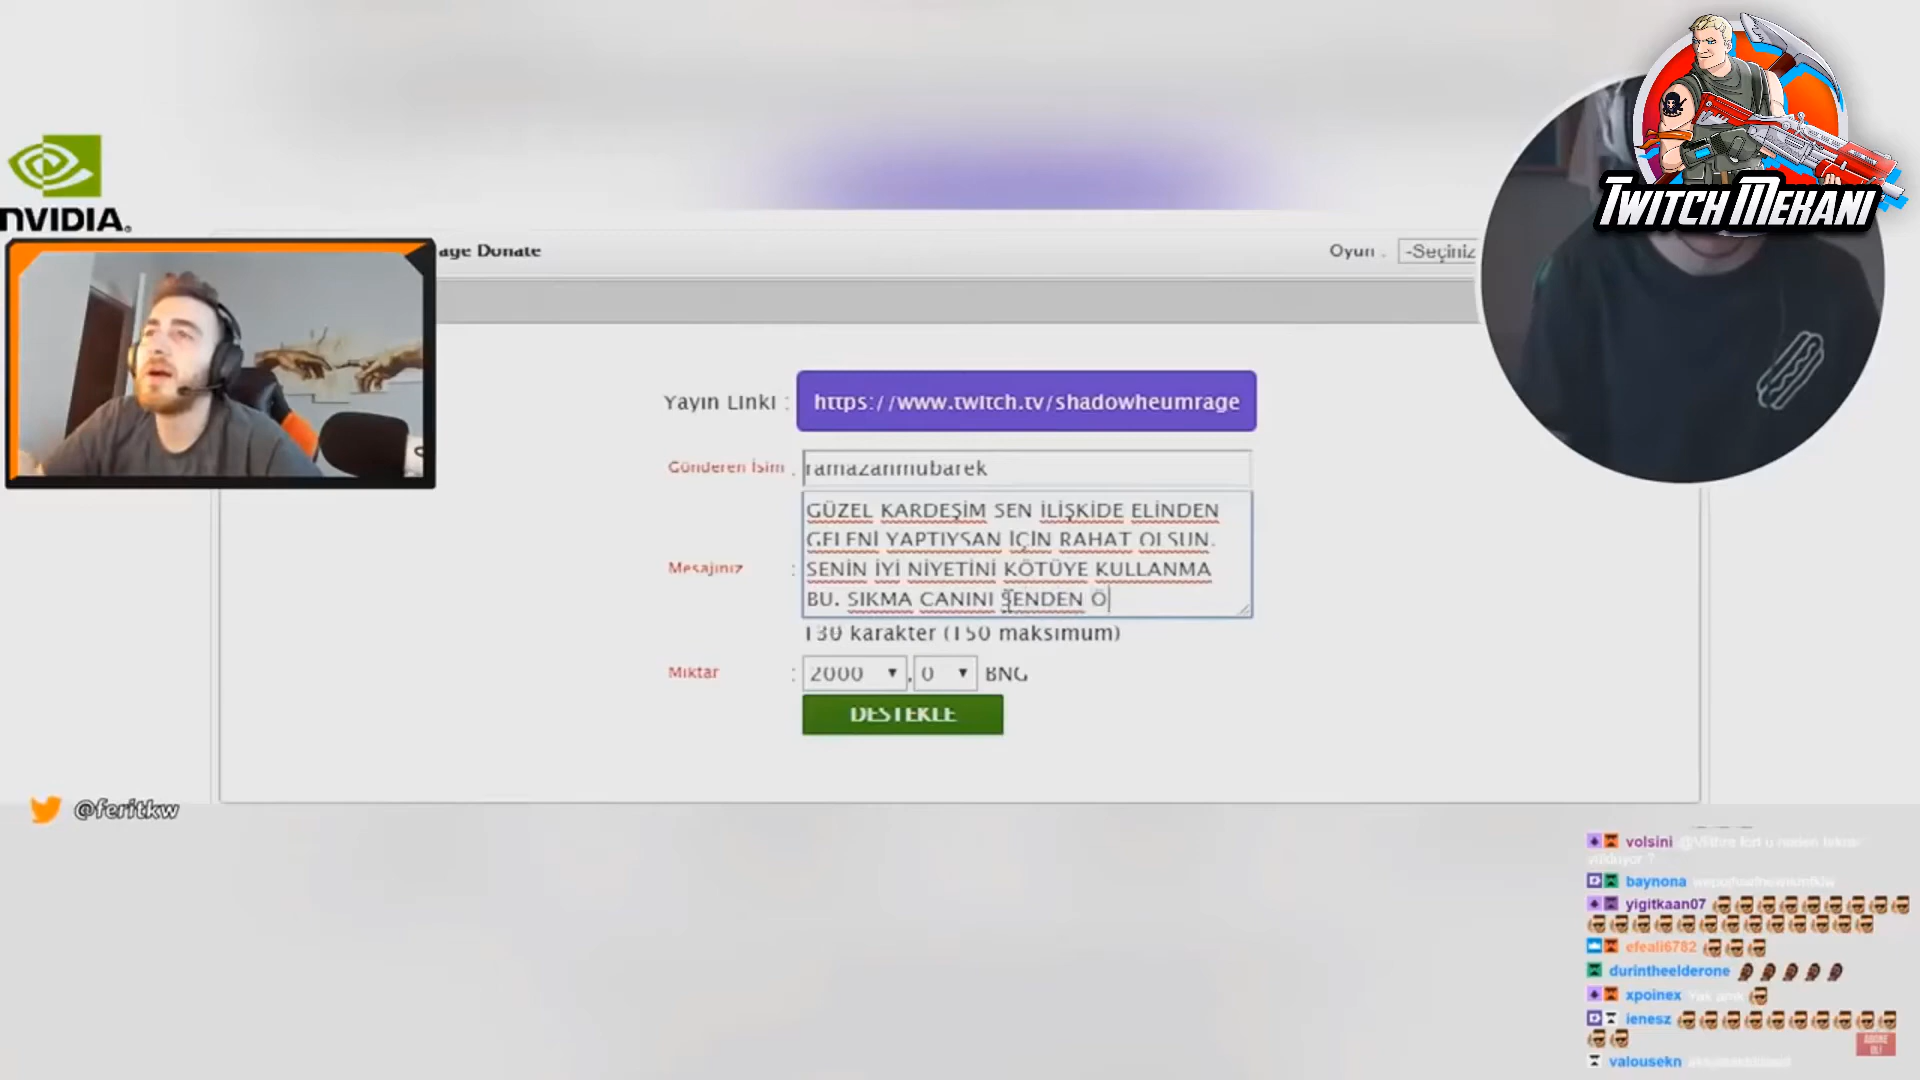 TWITCH MEKANI
NVIDIA
age Donate
Oyun :
-Seçiniz
Yayın Linki :
https://www.twitch.tv/shadowheumrage
Gönderen İsim :
ramazanmubarek
Mesajınız :
GÜZEL KARDEŞİM SEN İLİŞKİDE ELİNDEN
GELENİ YAPTIYSAN İÇİN RAHAT OLSUN.
SENİN İYİ NİYETİNİ KÖTÜYE KULLANMA
BU. SIKMA CANINI SENDEN Ö
130 karakter (150 maksimum)
Miktar :
2000 , 0 BNG
DESTEKLE
@feritkw
volsini
baynona
yigitkaan07
efeali6782
durintheelderone
xpoinex
ienesz
ABONE
OL!
valousekn